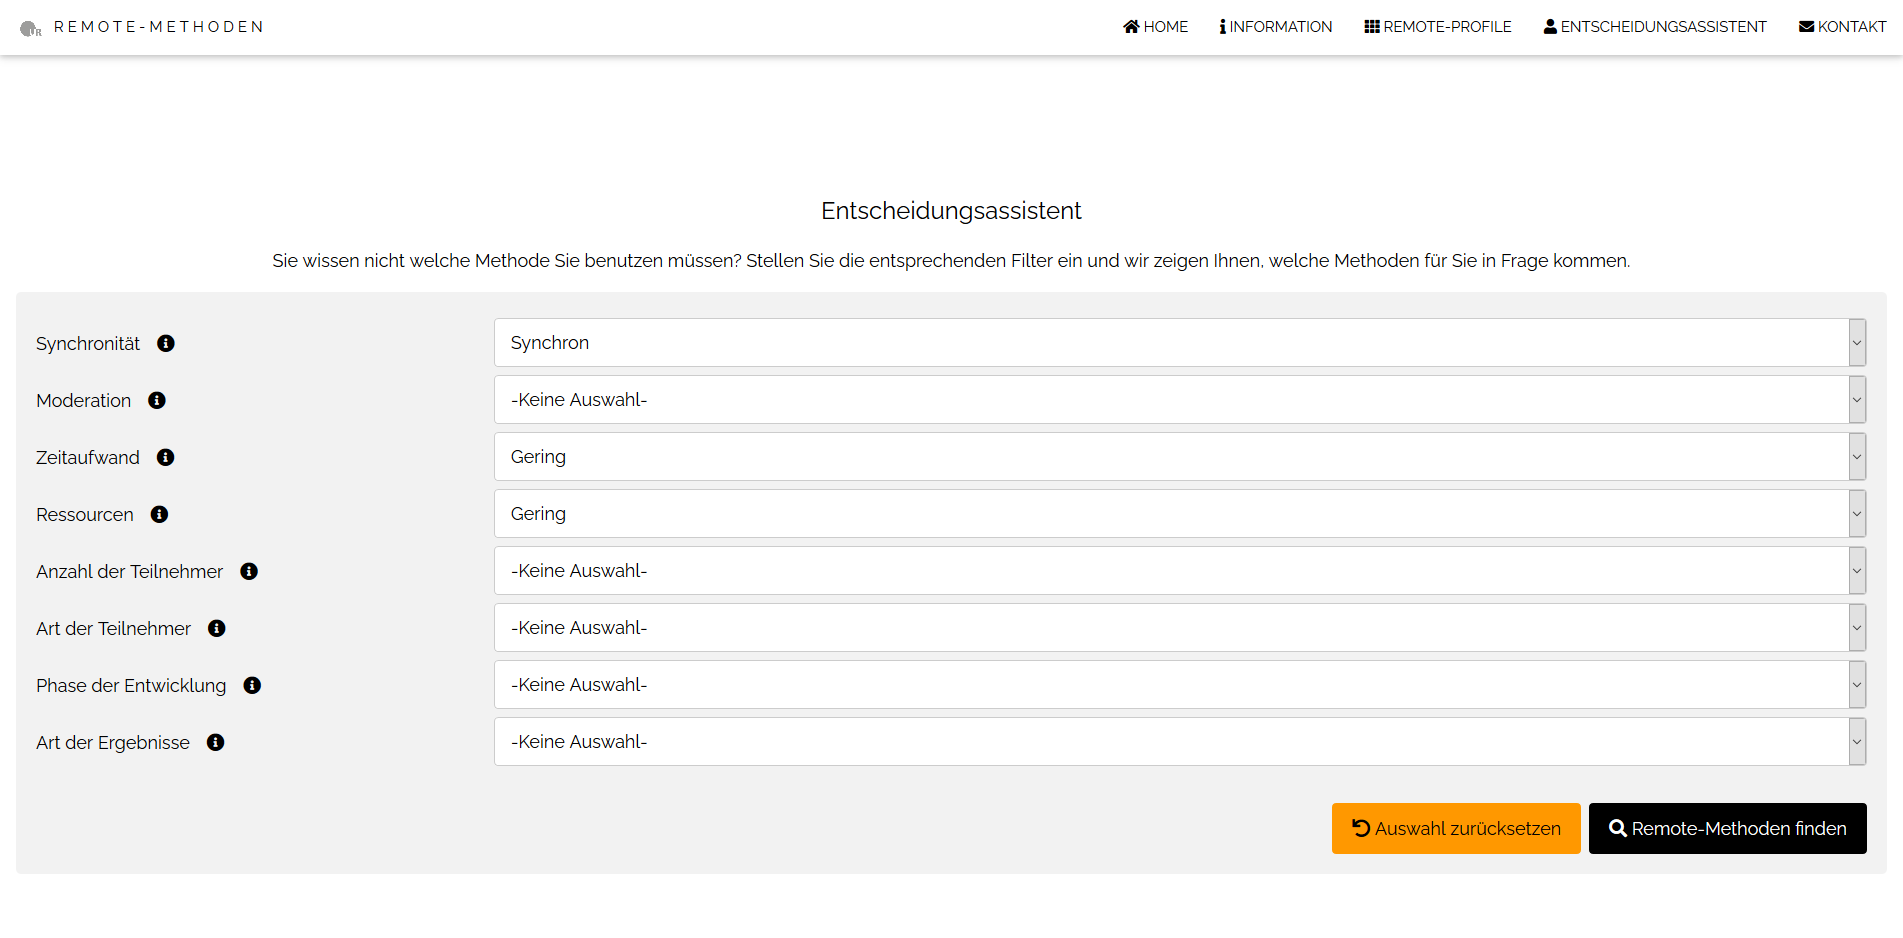 REMOTE-METHODEN
HOME INFORMATION REMOTE-PROFILE ENTSCHEIDUNGSASSISTENT KONTAKT
Entscheidungsassistent
Sie wissen nicht welche Methode Sie benutzen müssen? Stellen Sie die entsprechenden Filter ein und wir zeigen Ihnen, welche Methoden für Sie in Frage kommen.
Synchronität Synchron
Moderation -Keine Auswahl-
Zeitaufwand Gering
Ressourcen Gering
Anzahl der Teilnehmer -Keine Auswahl-
Art der Teilnehmer -Keine Auswahl-
Phase der Entwicklung -Keine Auswahl-
Art der Ergebnisse -Keine Auswahl-
Auswahl zurücksetzen Remote-Methoden finden